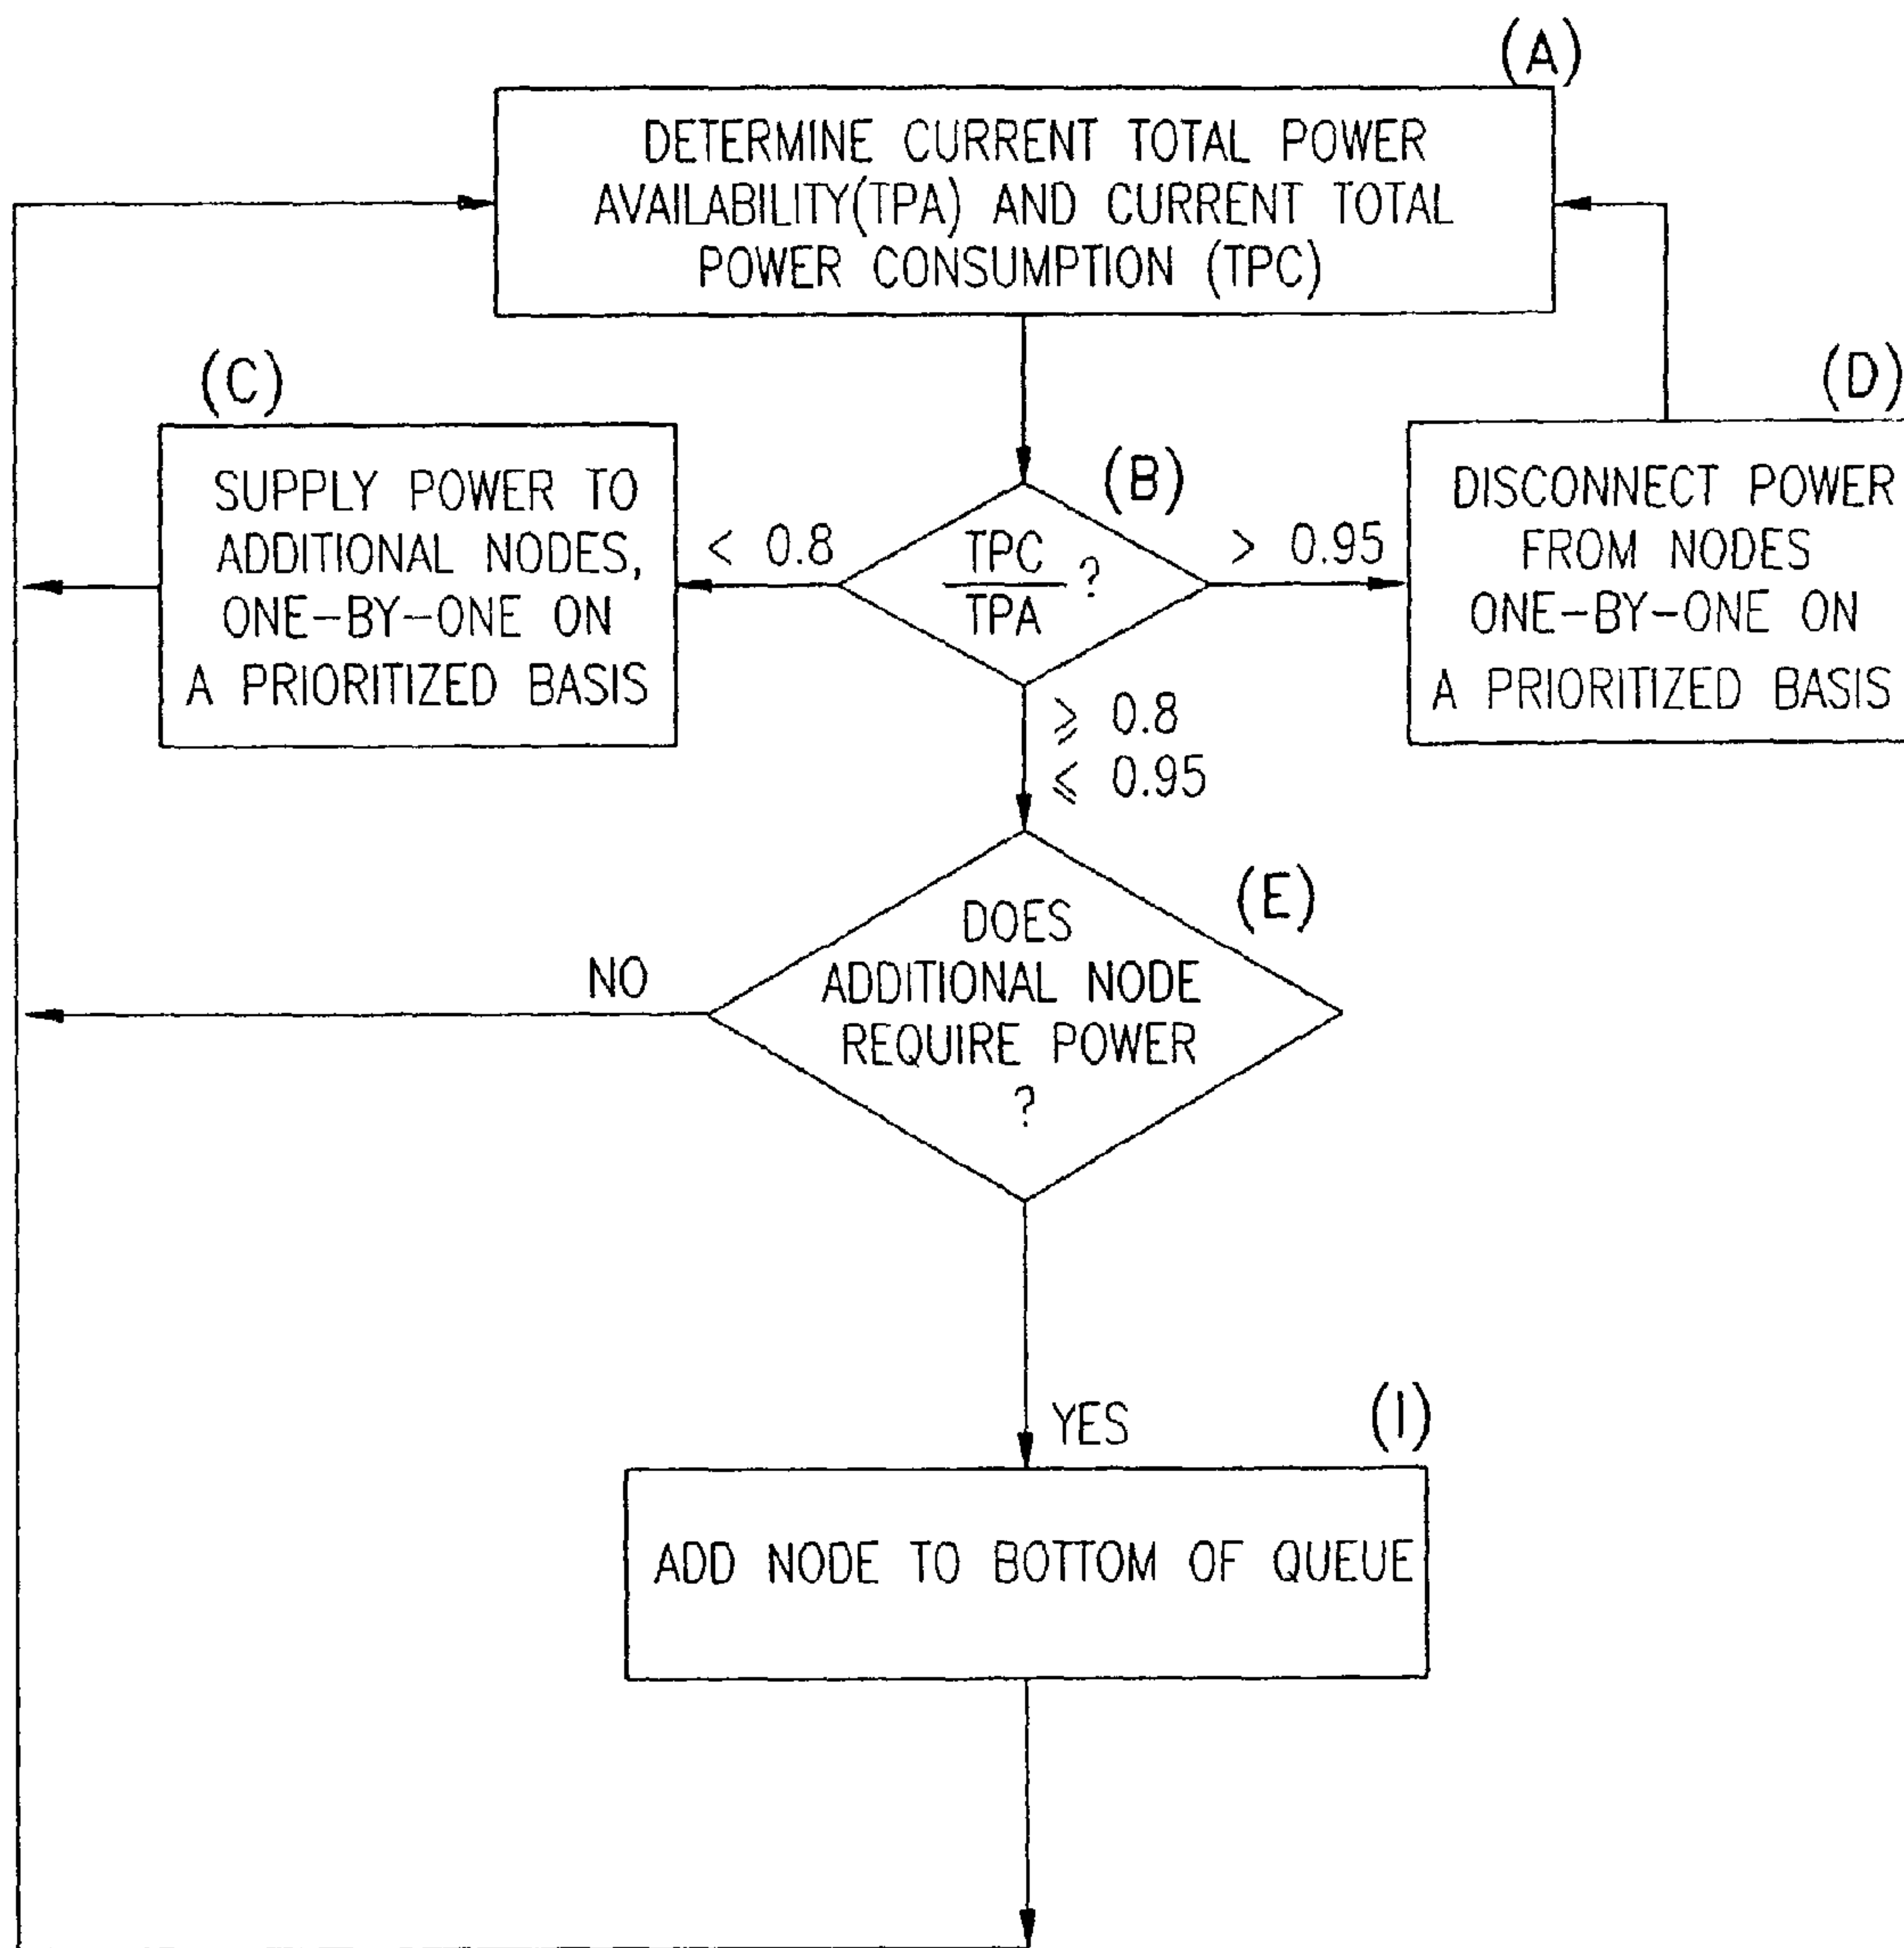 (A)
DETERMINE CURRENT TOTAL POWER
AVAILABILITY(TPA) AND CURRENT TOTAL
POWER CONSUMPTION (TPC)
(C)
SUPPLY POWER TO
ADDITIONAL NODES,
ONE-BY-ONE ON
A PRIORITIZED BASIS
< 0.8
(B)
TPC
TPA
?
> 0.95
(D)
DISCONNECT POWER
FROM NODES
ONE-BY-ONE ON
A PRIORITIZED BASIS
⩾ 0.8
⩽ 0.95
(E)
DOES
ADDITIONAL NODE
REQUIRE POWER
?
NO
YES
(I)
ADD NODE TO BOTTOM OF QUEUE